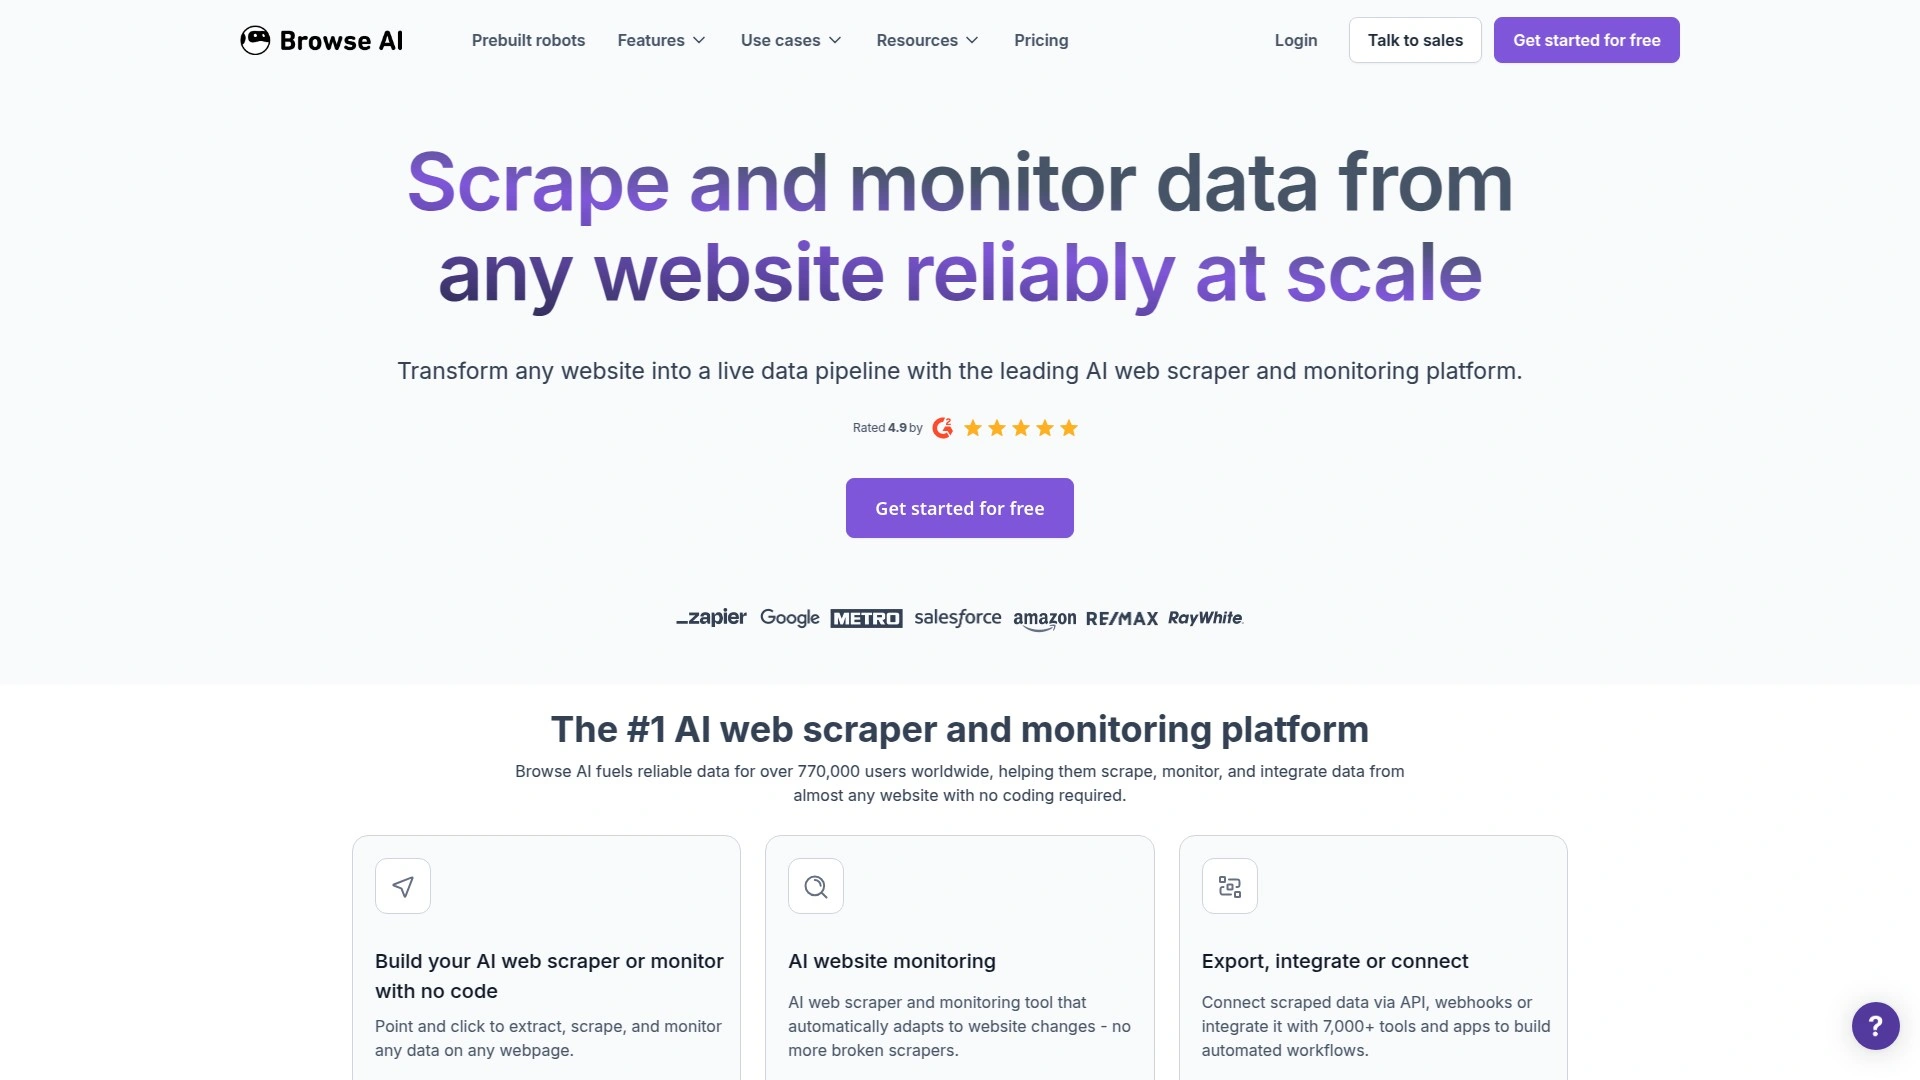 Browse AI
Prebuilt robots
Features
Use cases
Resources
Pricing
Login
Talk to sales
Get started for free
Scrape and monitor data from
any website reliably at scale
Transform any website into a live data pipeline with the leading AI web scraper and monitoring platform.
Rated 4.9 by G2
Get started for free
_zapier Google METRO salesforce amazon RE/MAX RayWhite.
The #1 AI web scraper and monitoring platform
Browse AI fuels reliable data for over 770,000 users worldwide, helping them scrape, monitor, and integrate data from
almost any website with no coding required.
Build your AI web scraper or monitor
with no code
Point and click to extract, scrape, and monitor
any data on any webpage.
AI website monitoring
AI web scraper and monitoring tool that
automatically adapts to website changes - no
more broken scrapers.
Export, integrate or connect
Connect scraped data via API, webhooks or
integrate it with 7,000+ tools and apps to build
automated workflows.
?